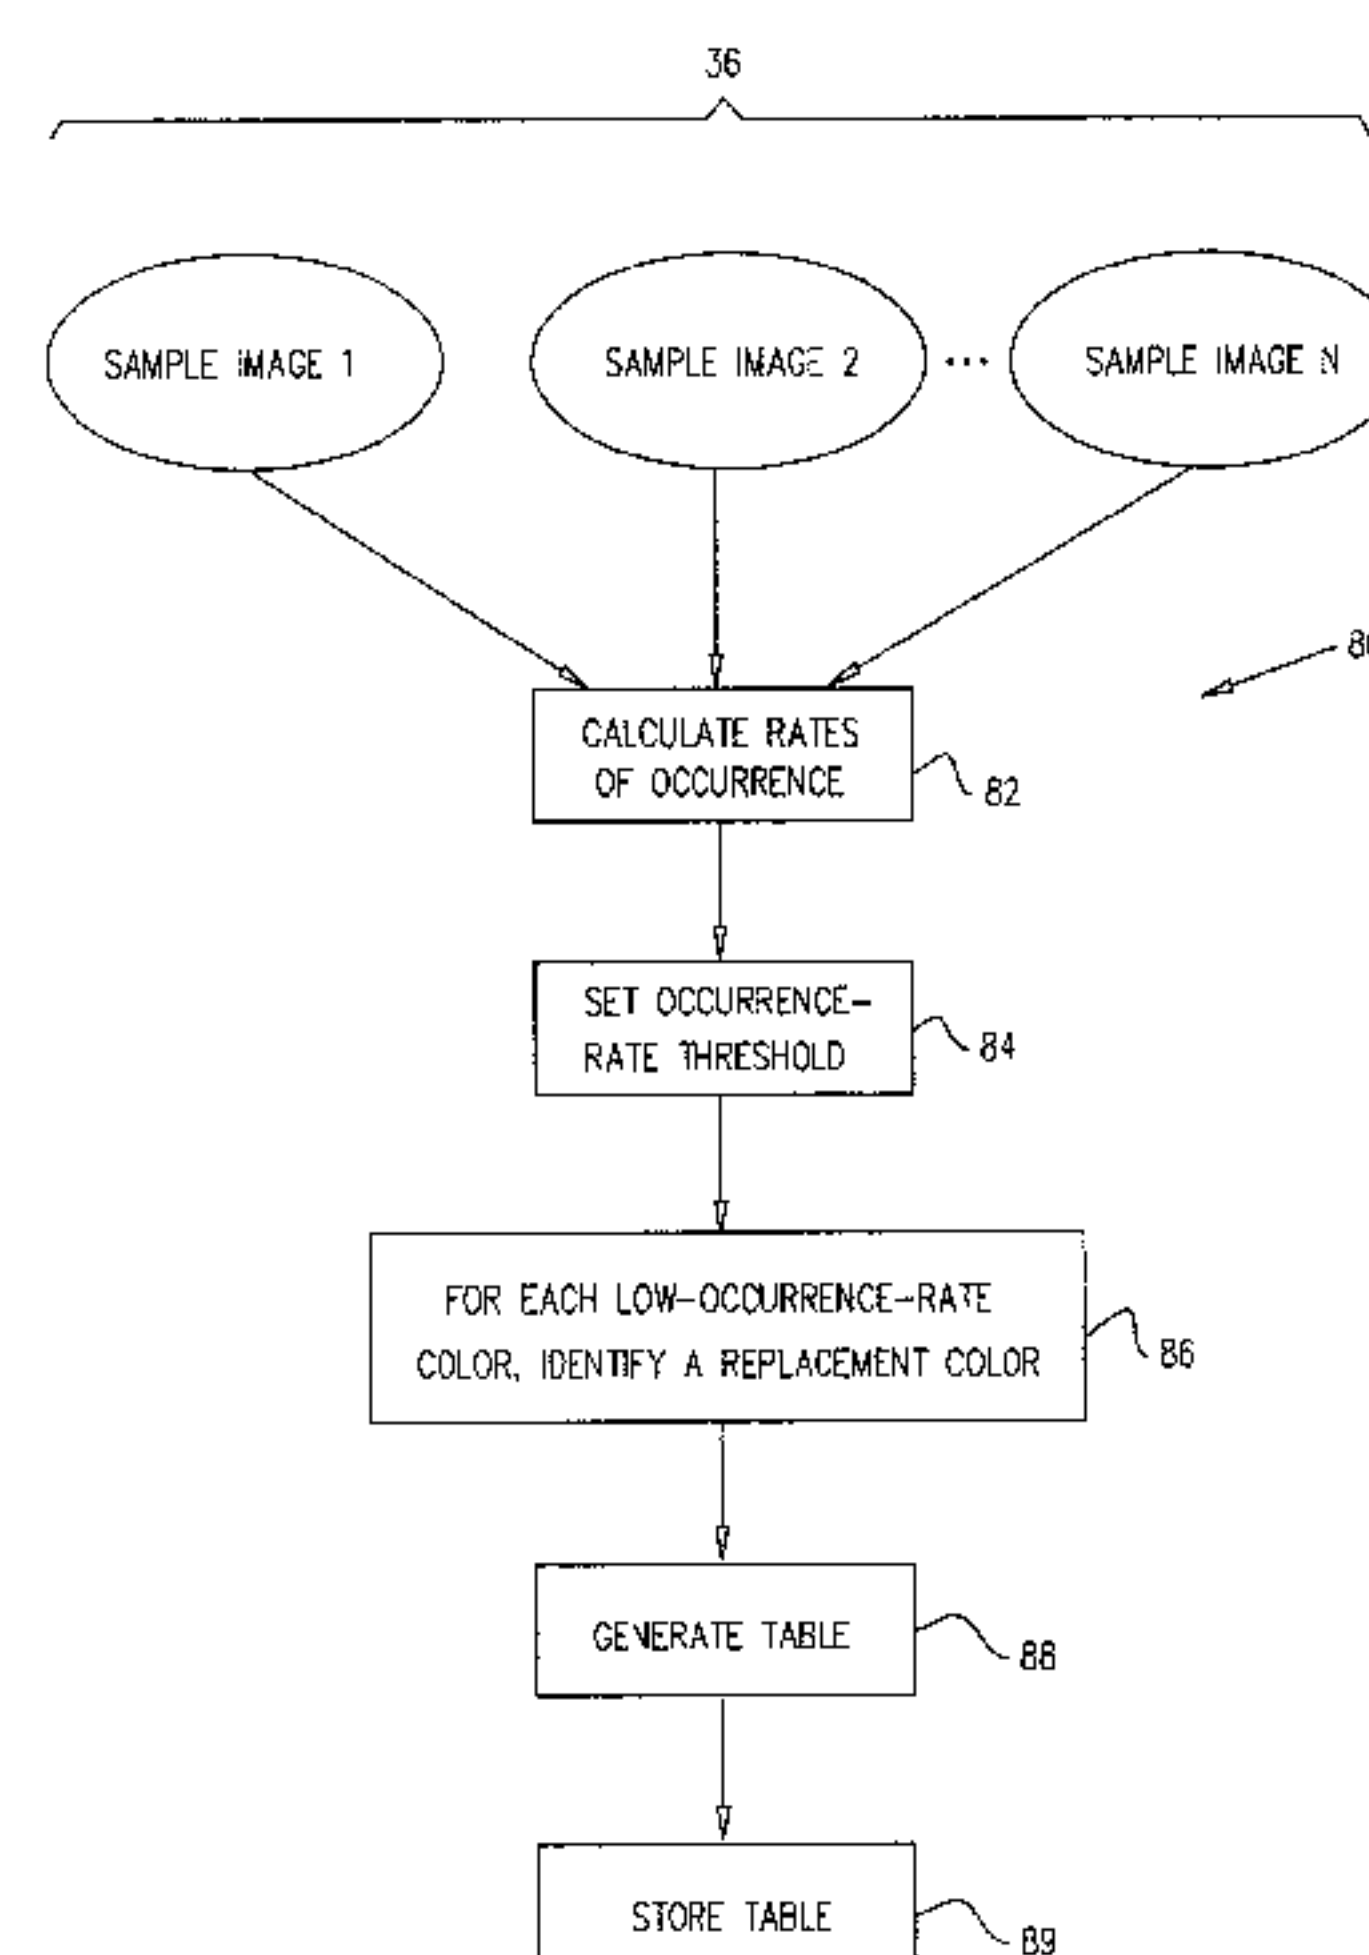 36
SAMPLE IMAGE 1
SAMPLE IMAGE 2
...
SAMPLE IMAGE N
CALCULATE RATES
OF OCCURRENCE
82
SET OCCURRENCE-
RATE THRESHOLD
84
FOR EACH LOW-OCCURRENCE-RATE
COLOR, IDENTIFY A REPLACEMENT COLOR
86
GENERATE TABLE
88
STORE TABLE
89